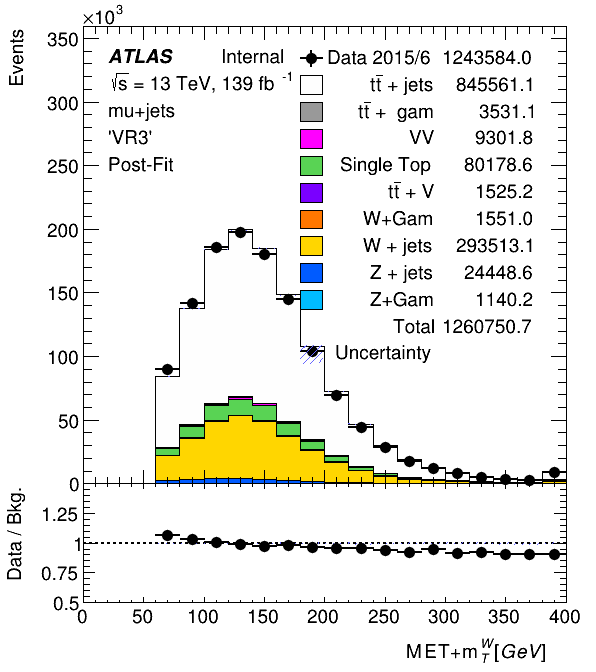 ×10³
Events
350
300
250
200
150
100
50
0
ATLAS Internal
√s = 13 TeV, 139 fb⁻¹
mu+jets
'VR3'
Post-Fit
Data 2015/6 1243584.0
tt̄ + jets 845561.1
tt̄ + gam 3531.1
VV 9301.8
Single Top 80178.6
tt̄ + V 1525.2
W+Gam 1551.0
W + jets 293513.1
Z + jets 24448.6
Z+Gam 1140.2
Total 1260750.7
Uncertainty
Data / Bkg.
1.25
1
0.75
0.5
0 50 100 150 200 250 300 350 400
MET+m_T^W[GeV]